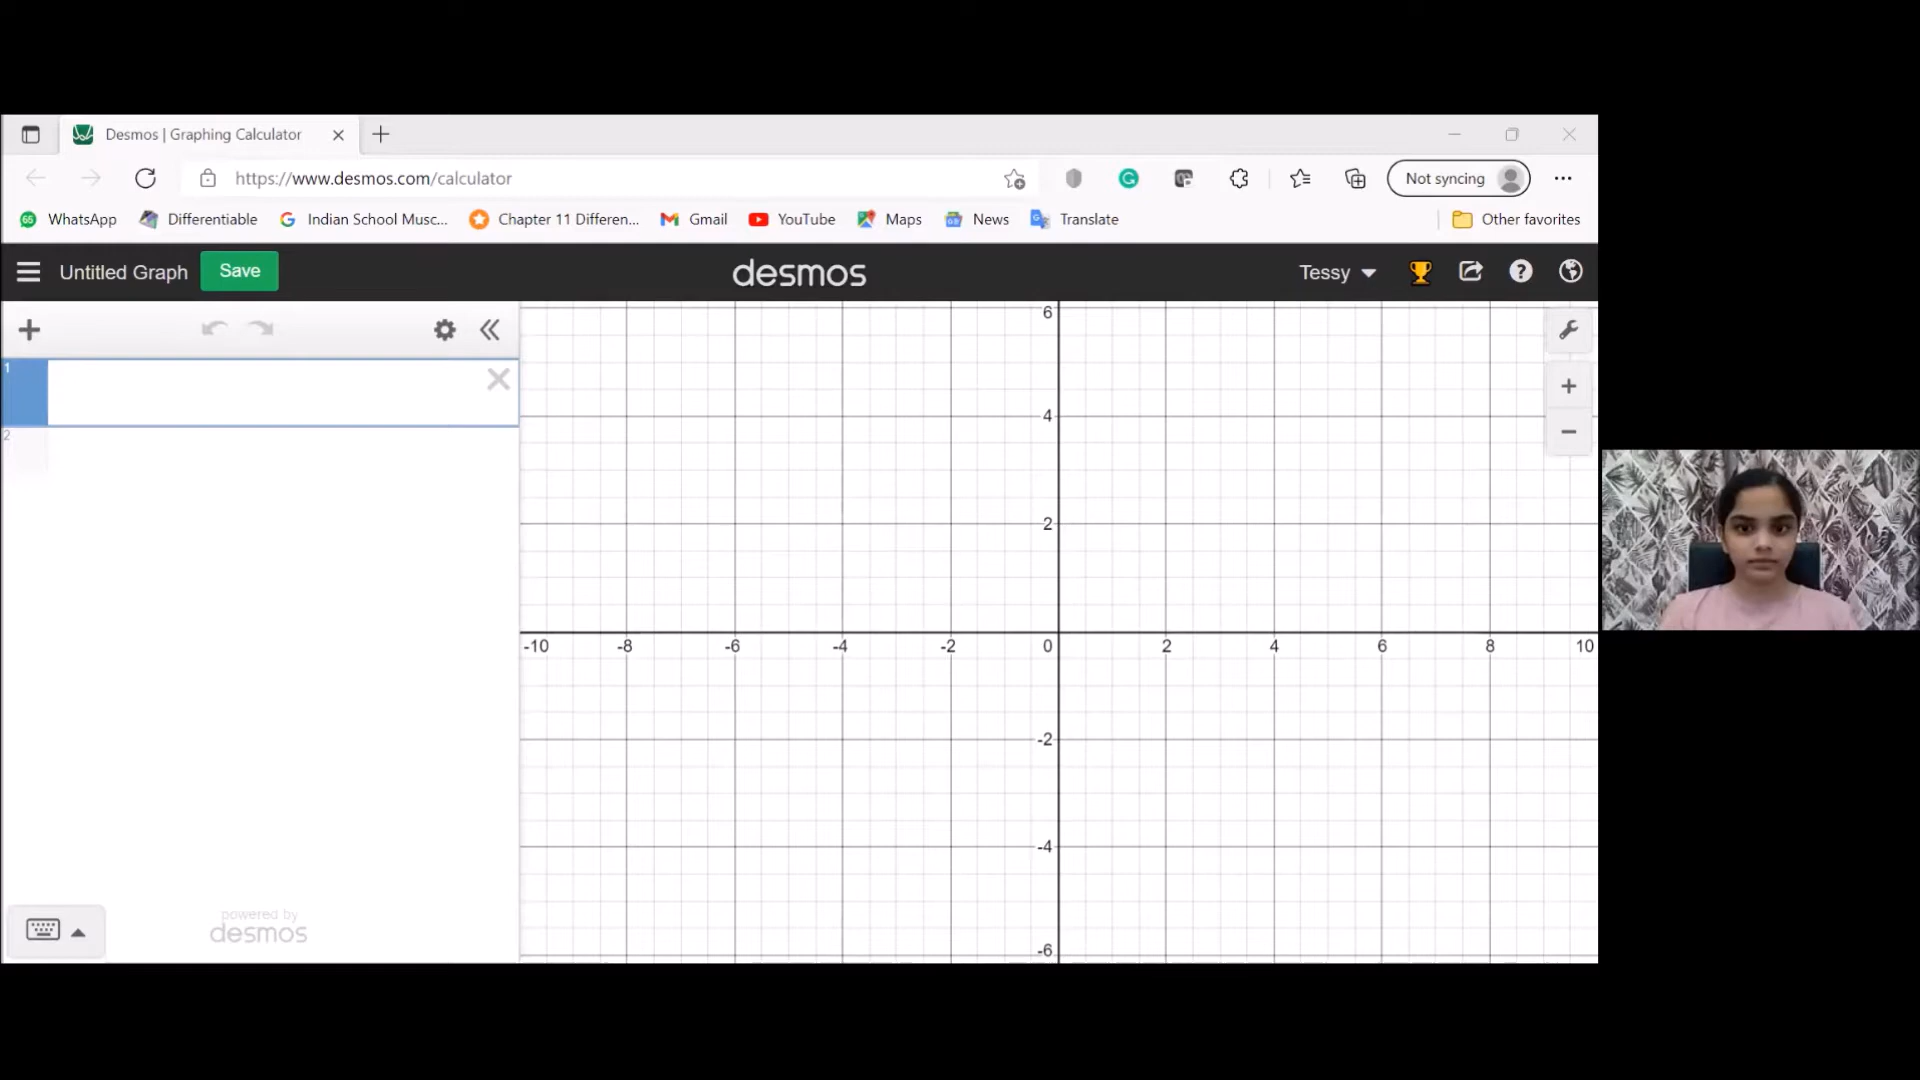 Desmos | Graphing Calculator
https://www.desmos.com/calculator
Not syncing
65 WhatsApp Differentiable Indian School Musc... Chapter 11 Differen... Gmail YouTube Maps News Translate Other favorites
Untitled Graph Save desmos Tessy
1
2
6
4
2
-10 -8 -6 -4 -2 0 2 4 6 8 10
-2
-4
-6
powered by
desmos